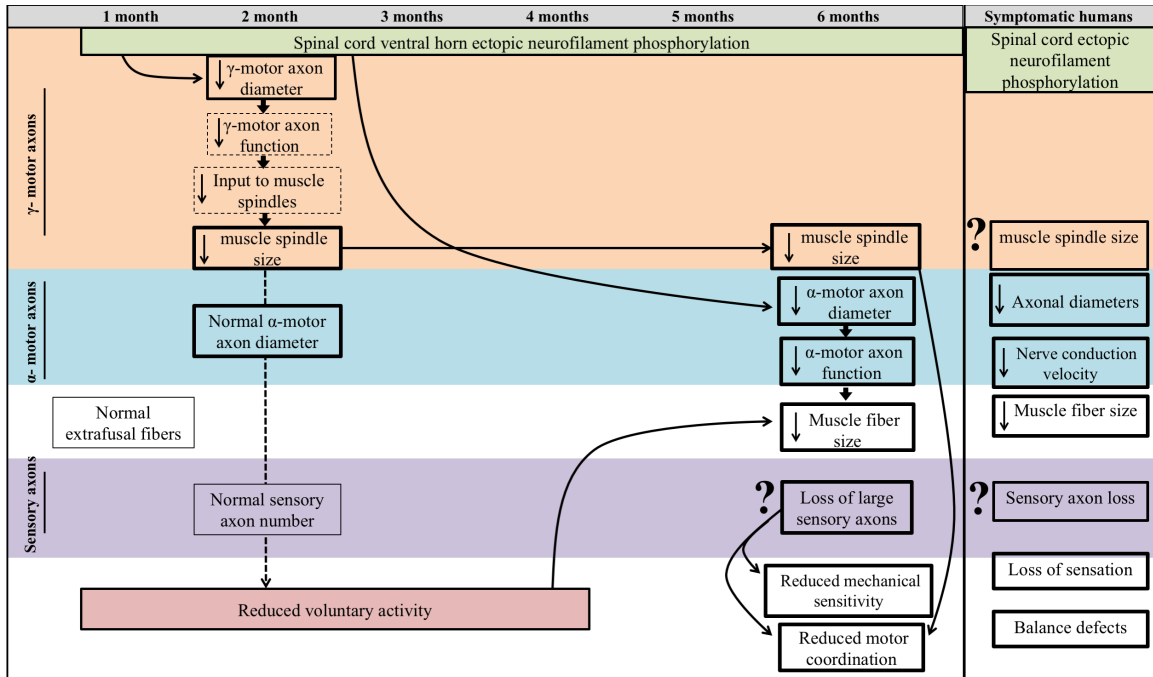 1 month 2 month 3 months 4 months 5 months 6 months Symptomatic humans
Spinal cord ventral horn ectopic neurofilament phosphorylation
Spinal cord ectopic
neurofilament
phosphorylation
γ- motor axons
↓ γ-motor axon
diameter
↓ γ-motor axon
function
↓ Input to muscle
spindles
↓ muscle spindle
size
↓ muscle spindle
size
? muscle spindle size
α- motor axons
Normal α-motor
axon diameter
↓ α-motor axon
diameter
↓ Axonal diameters
↓ α-motor axon
function
↓ Nerve conduction
velocity
Normal
extrafusal fibers
↓ Muscle fiber
size
↓ Muscle fiber size
Sensory axons
Normal sensory
axon number
? Loss of large
sensory axons
? Sensory axon loss
Reduced voluntary activity
Reduced mechanical
sensitivity
Reduced motor
coordination
Loss of sensation
Balance defects